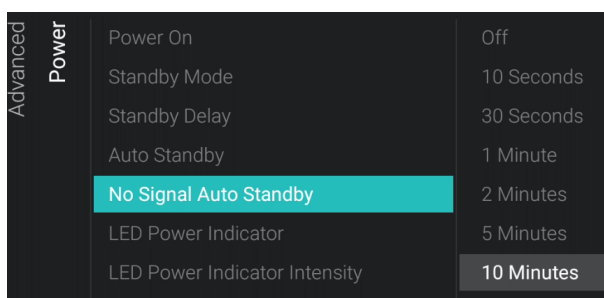 Advanced
Power
Power On
Standby Mode
Standby Delay
Auto Standby
No Signal Auto Standby
LED Power Indicator
LED Power Indicator Intensity
Off
10 Seconds
30 Seconds
1 Minute
2 Minutes
5 Minutes
10 Minutes